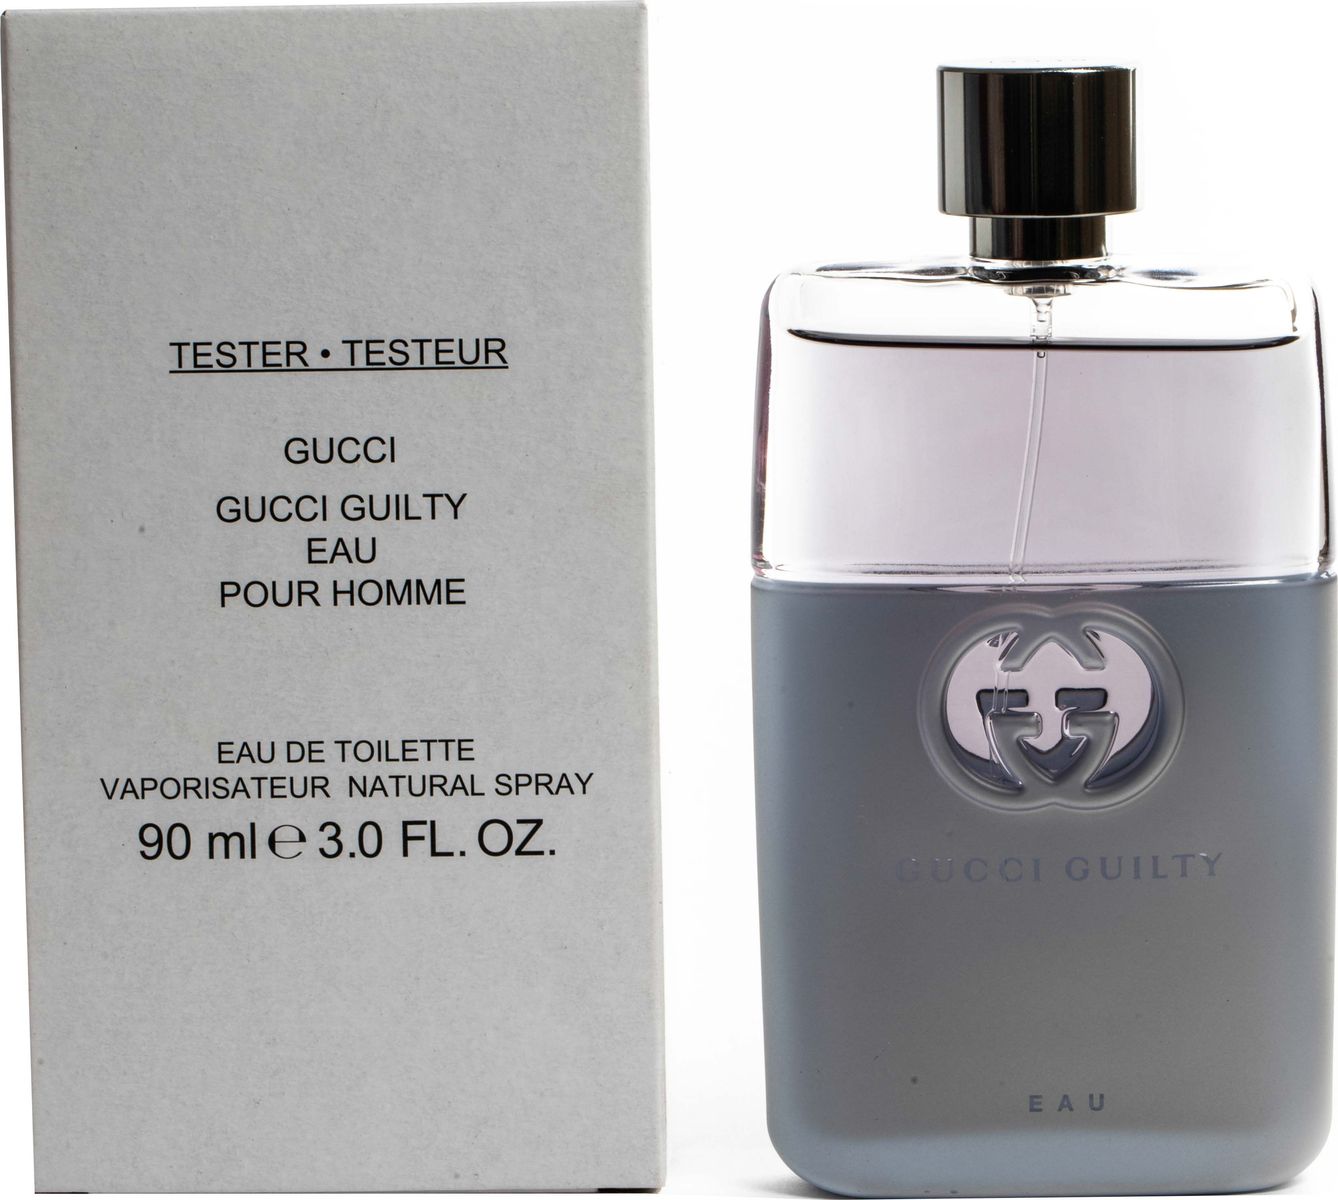 TESTER • TESTEUR
GUCCI
GUCCI GUILTY
EAU
POUR HOMME
EAU DE TOILETTE
VAPORISATEUR NATURAL SPRAY
90 ml ℮ 3.0 FL. OZ.
GUCCI GUILTY
EAU